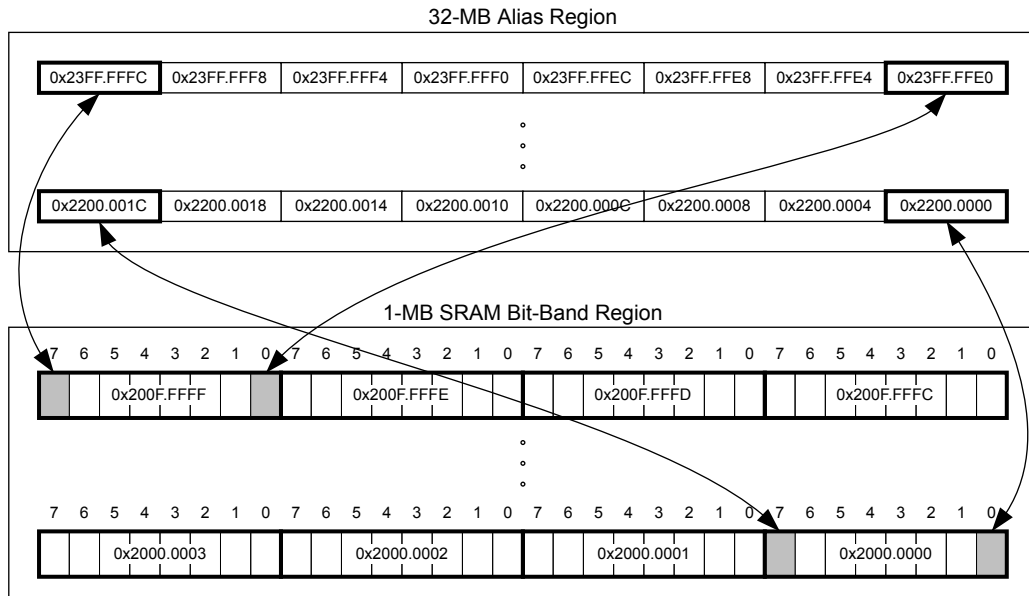 32-MB Alias Region
0x23FF.FFFC 0x23FF.FFF8 0x23FF.FFF4 0x23FF.FFF0 0x23FF.FFEC 0x23FF.FFE8 0x23FF.FFE4 0x23FF.FFE0
0x2200.001C 0x2200.0018 0x2200.0014 0x2200.0010 0x2200.000C 0x2200.0008 0x2200.0004 0x2200.0000
1-MB SRAM Bit-Band Region
7 6 5 4 3 2 1 0 7 6 5 4 3 2 1 0 7 6 5 4 3 2 1 0 7 6 5 4 3 2 1 0
0x200F.FFFF 0x200F.FFFE 0x200F.FFFD 0x200F.FFFC
7 6 5 4 3 2 1 0 7 6 5 4 3 2 1 0 7 6 5 4 3 2 1 0 7 6 5 4 3 2 1 0
0x2000.0003 0x2000.0002 0x2000.0001 0x2000.0000